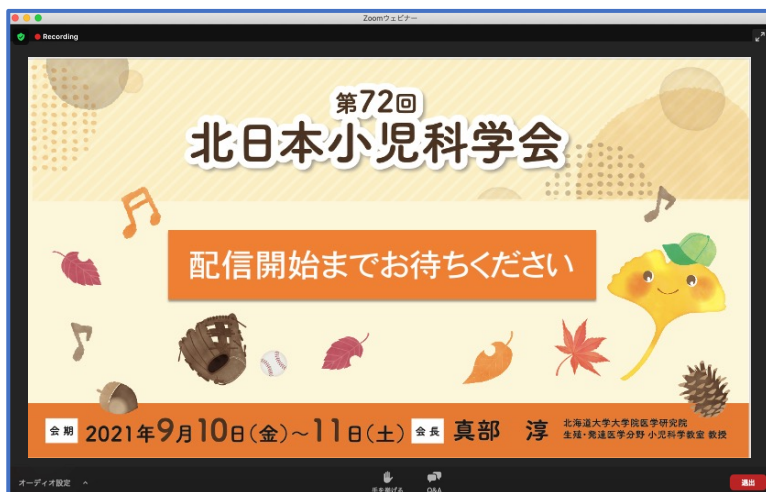 Zoomウェビナー
Recording
第72回
北日本小児科学会
配信開始までお待ちください
会期 2021年9月10日(金)～11日(土) 会長 真部 淳 北海道大学大学院医学研究院
生殖・発達医学分野 小児科学教室 教授
オーディオ設定
手を挙げる Q&A
退出